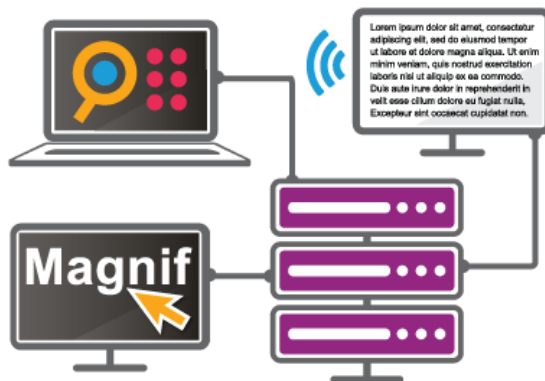 Lorem ipsum dolor sit amet, consectetur
adipiscing elit, sed do eiusmod tempor
ut labore et dolore magna aliqua. Ut enim
minim veniam, quis nostrud exercitation
laboris nisi ut aliquip ex ea commodo.
Duis aute irure dolor in reprehenderit in
velit esse cillum dolore eu fugiat nulla,
Excepteur sint occaecat cupidatat non.
Magnif